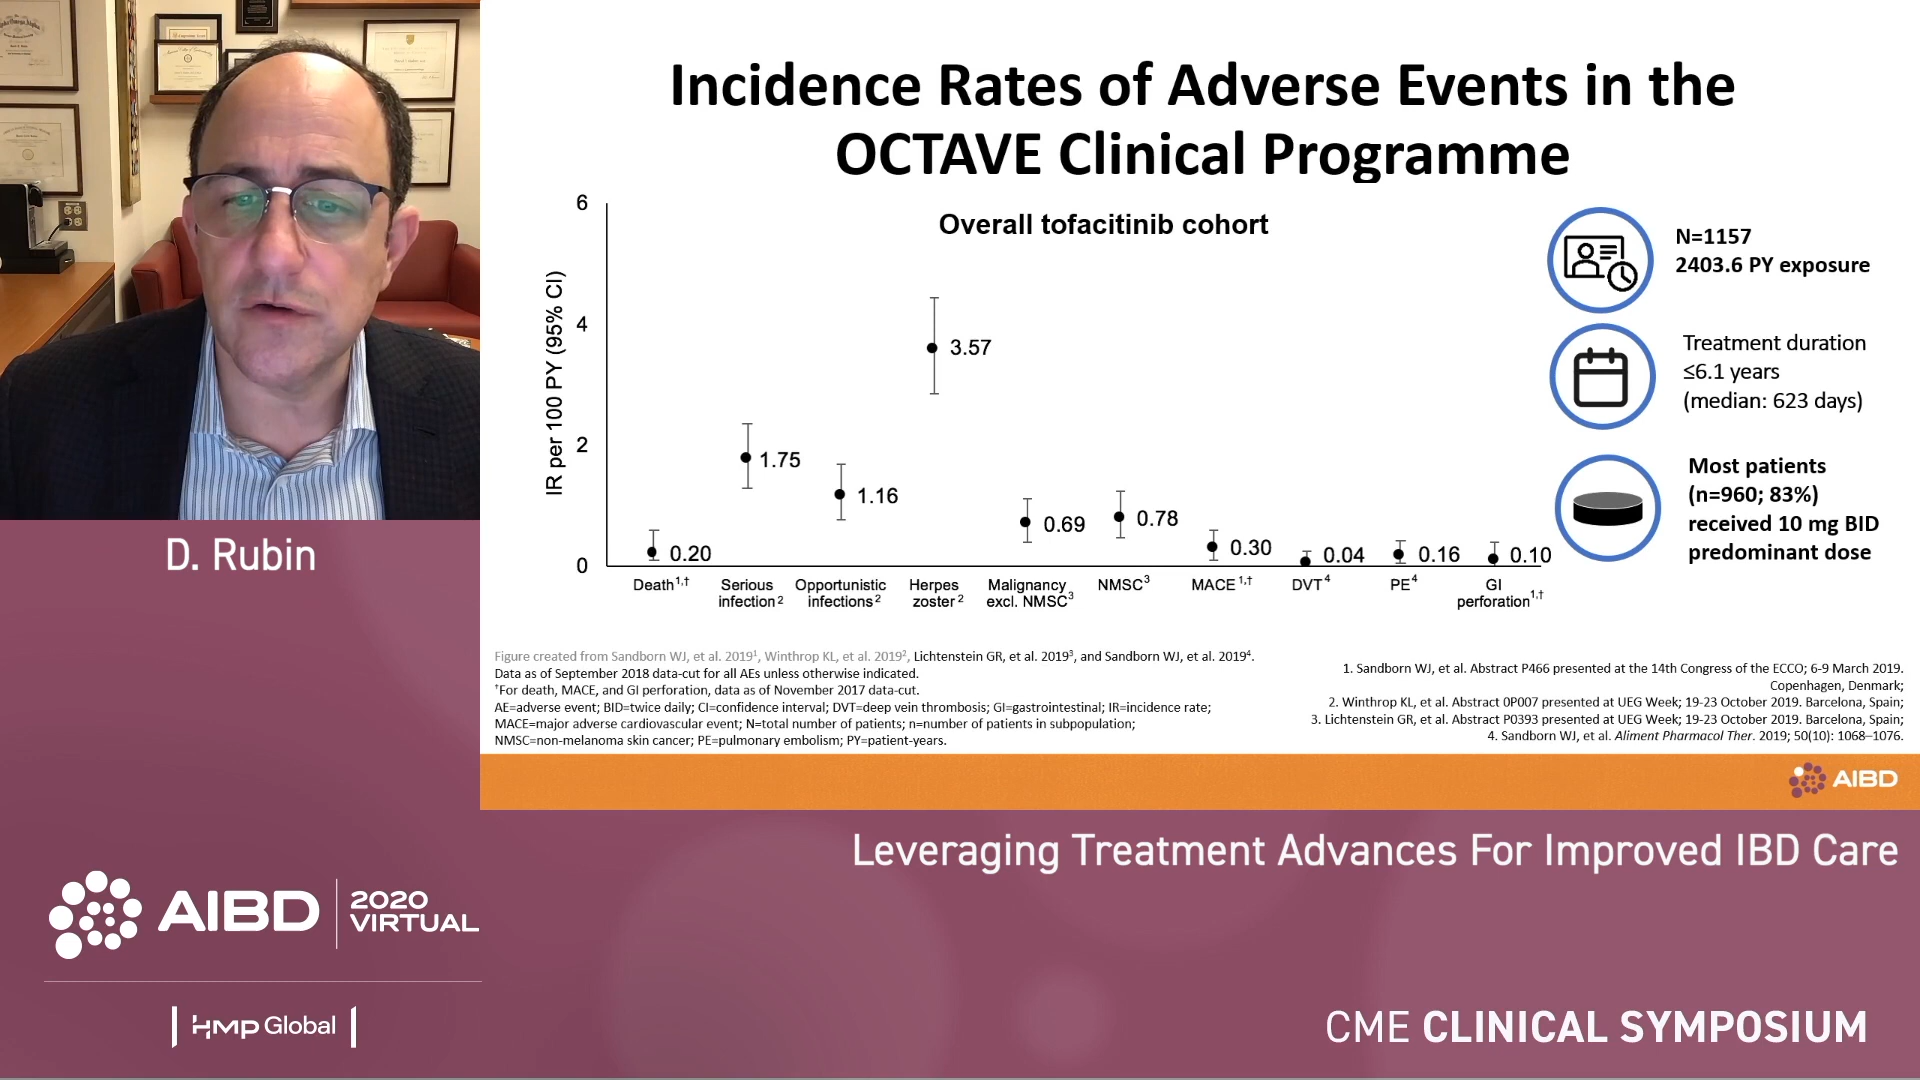 Incidence Rates of Adverse Events in the
OCTAVE Clinical Programme
Overall tofacitinib cohort
IR per 100 PY (95% CI)
6
4
2
0
0.20
1.75
1.16
3.57
0.69
0.78
0.30
0.04
0.16
0.10
Death1,†
Serious
infection2
Opportunistic
infections2
Herpes
zoster2
Malignancy
excl. NMSC3
NMSC3
MACE1,†
DVT4
PE4
GI
perforation1,†
N=1157
2403.6 PY exposure
Treatment duration
≤6.1 years
(median: 623 days)
Most patients
(n=960; 83%)
received 10 mg BID
predominant dose
Figure created from Sandborn WJ, et al. 2019¹, Winthrop KL, et al. 2019², Lichtenstein GR, et al. 2019³, and Sandborn WJ, et al. 2019⁴.
Data as of September 2018 data-cut for all AEs unless otherwise indicated.
†For death, MACE, and GI perforation, data as of November 2017 data-cut.
AE=adverse event; BID=twice daily; CI=confidence interval; DVT=deep vein thrombosis; GI=gastrointestinal; IR=incidence rate;
MACE=major adverse cardiovascular event; N=total number of patients; n=number of patients in subpopulation;
NMSC=non-melanoma skin cancer; PE=pulmonary embolism; PY=patient-years.
1. Sandborn WJ, et al. Abstract P466 presented at the 14th Congress of the ECCO; 6-9 March 2019.
Copenhagen, Denmark;
2. Winthrop KL, et al. Abstract 0P007 presented at UEG Week; 19-23 October 2019. Barcelona, Spain;
3. Lichtenstein GR, et al. Abstract P0393 presented at UEG Week; 19-23 October 2019. Barcelona, Spain;
4. Sandborn WJ, et al. Aliment Pharmacol Ther. 2019; 50(10): 1068–1076.
AIBD
D. Rubin
Leveraging Treatment Advances For Improved IBD Care
AIBD
2020
VIRTUAL
HMP Global
CME CLINICAL SYMPOSIUM